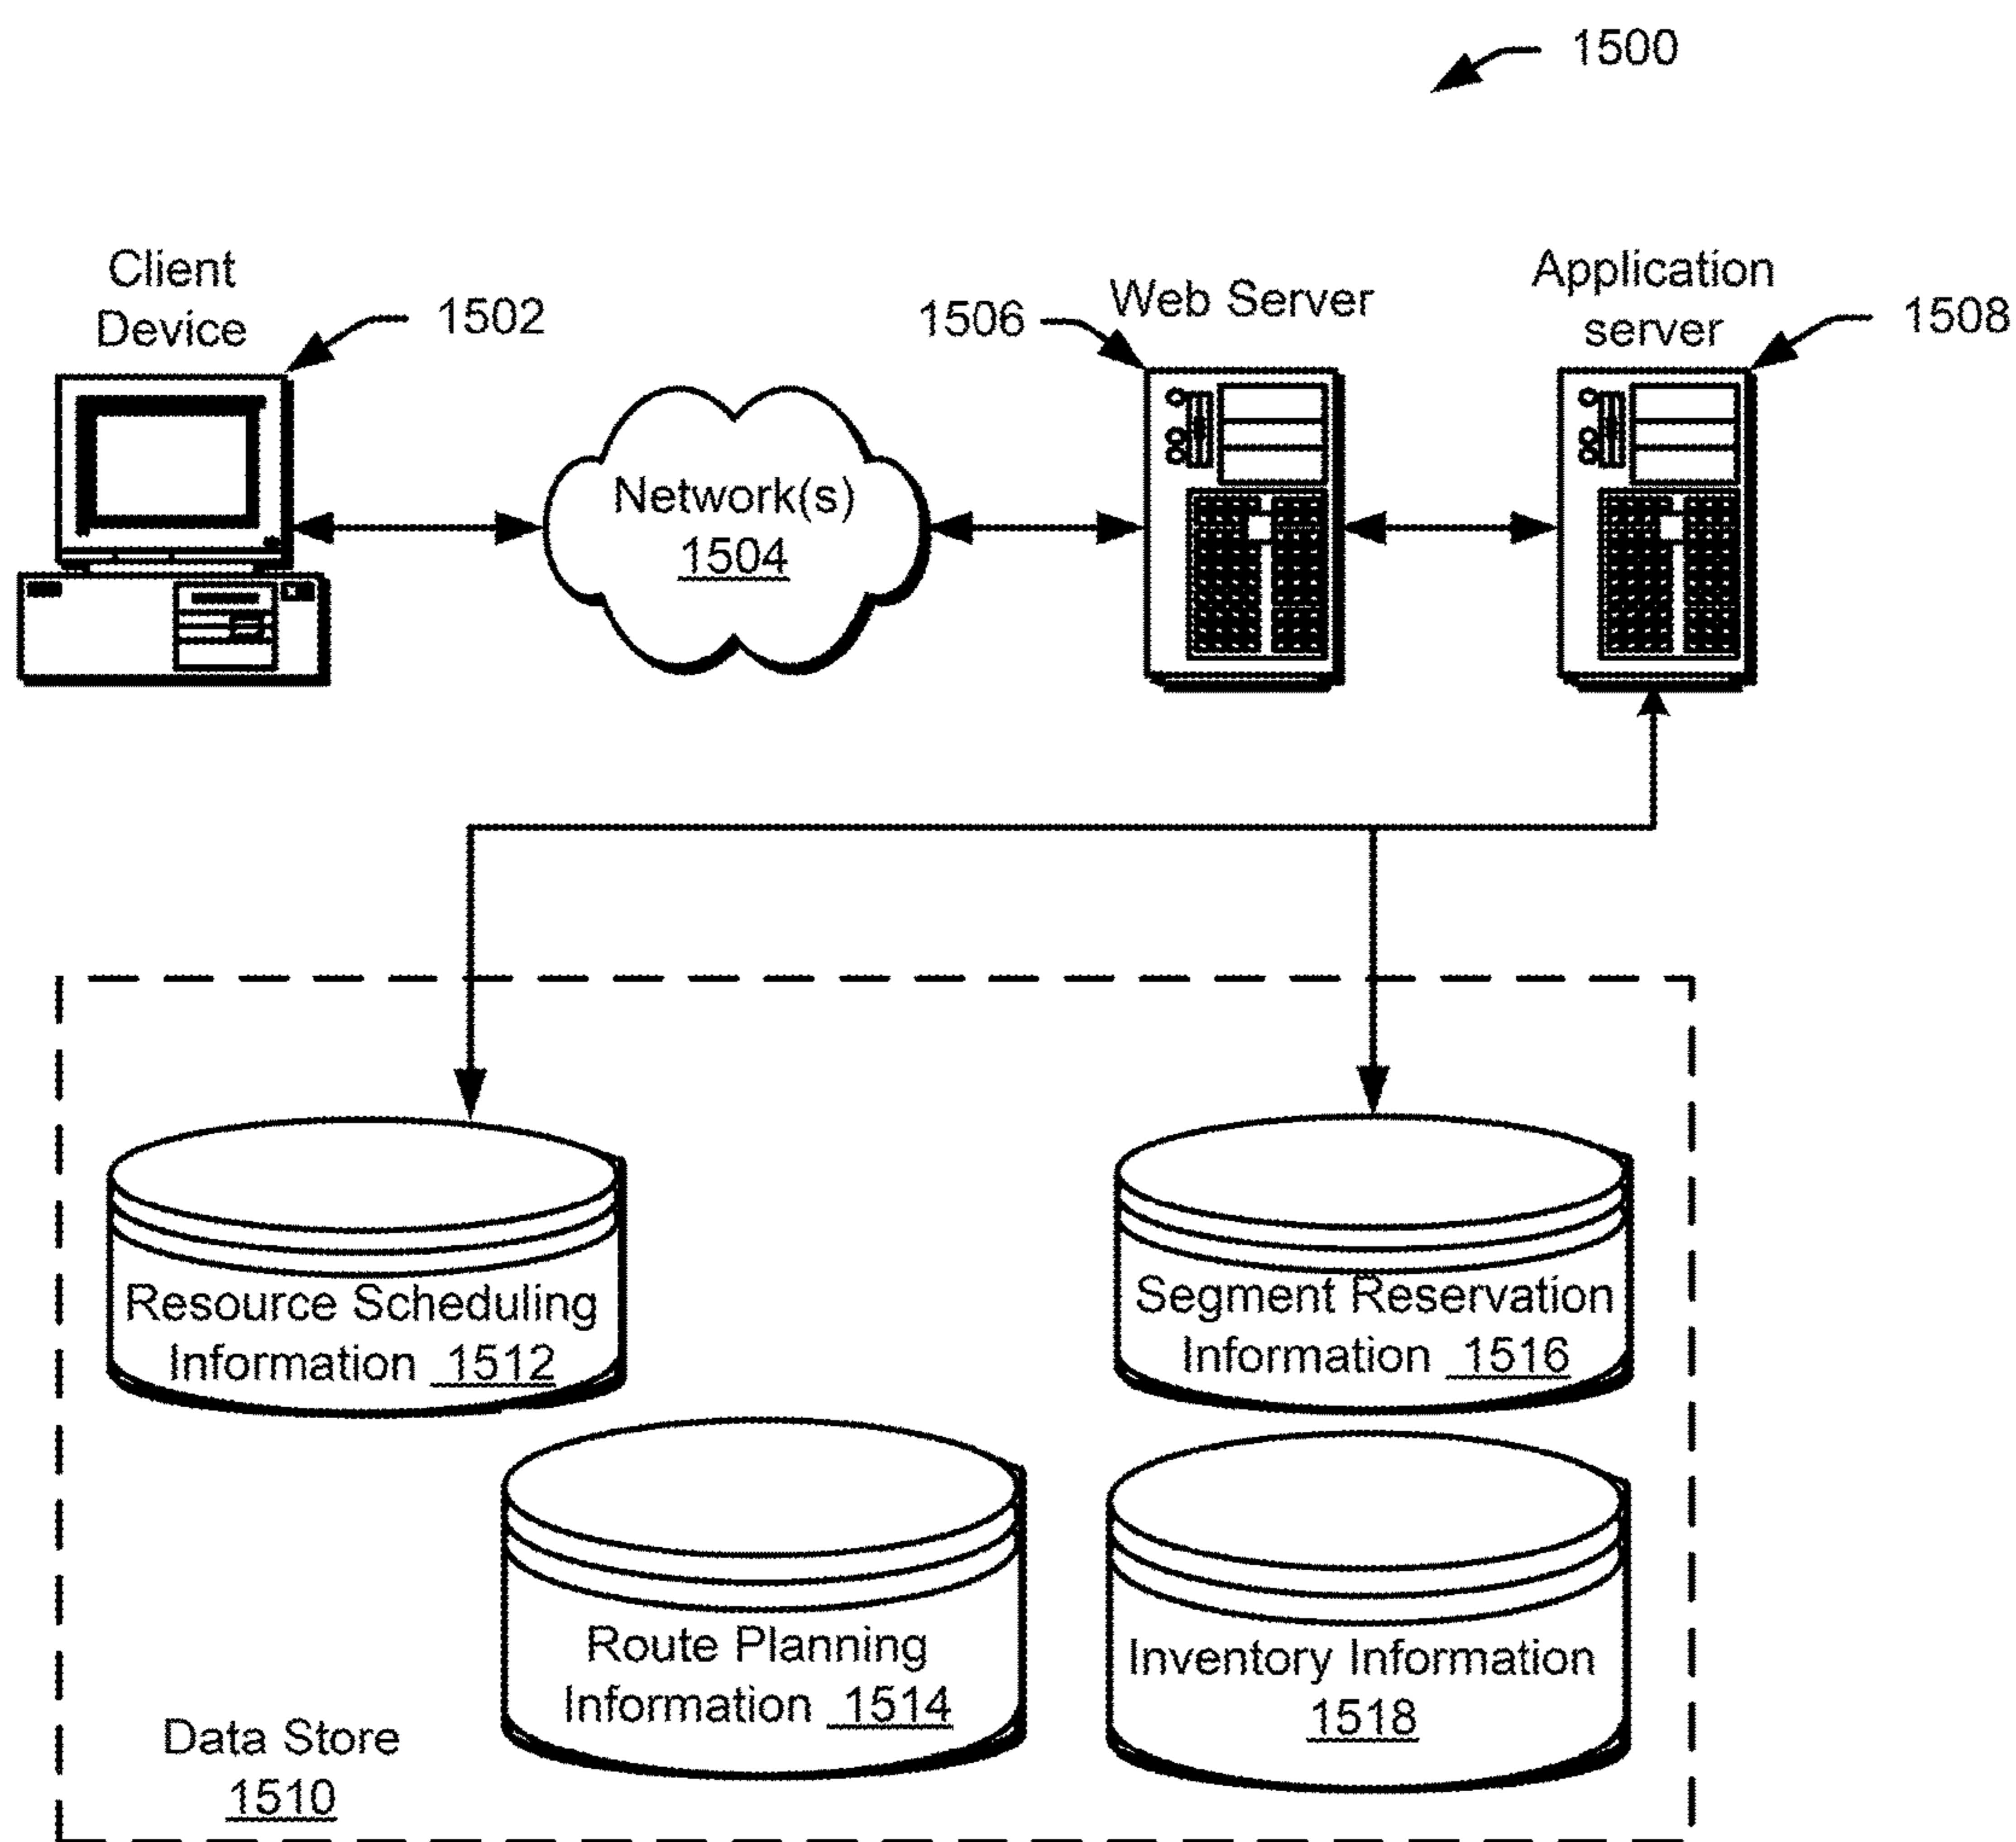 1500
Client
Device
1502
Network(s)
1504
1506
Web Server
Application
server
1508
Resource Scheduling
Information 1512
Segment Reservation
Information 1516
Route Planning
Information 1514
Inventory Information
1518
Data Store
1510